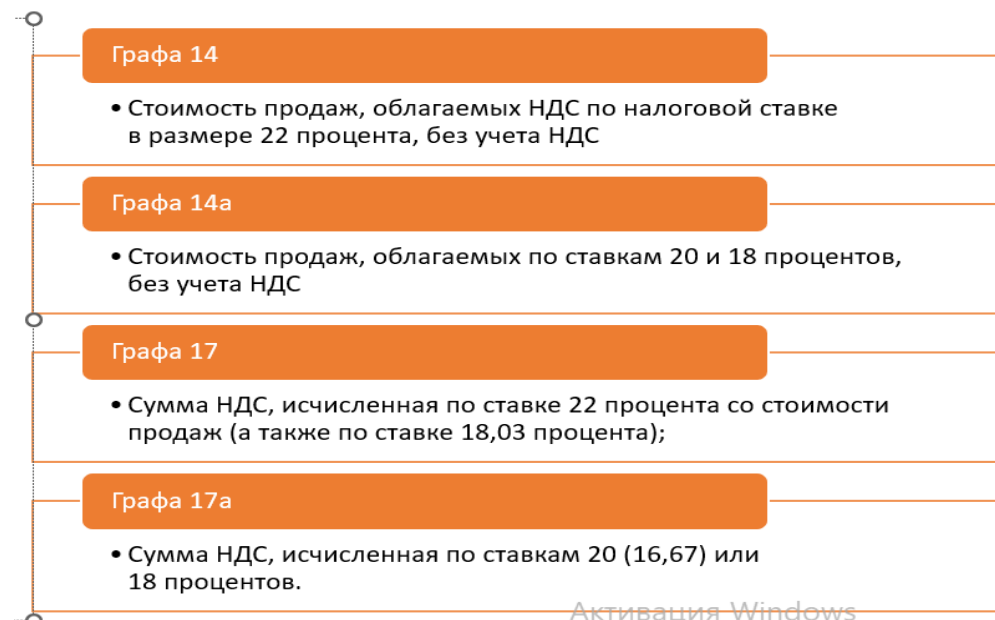 Графа 14
• Стоимость продаж, облагаемых НДС по налоговой ставке
в размере 22 процента, без учета НДС
Графа 14а
• Стоимость продаж, облагаемых по ставкам 20 и 18 процентов,
без учета НДС
Графа 17
• Сумма НДС, исчисленная по ставке 22 процента со стоимости
продаж (а также по ставке 18,03 процента);
Графа 17а
• Сумма НДС, исчисленная по ставкам 20 (16,67) или
18 процентов.
Активация Windows